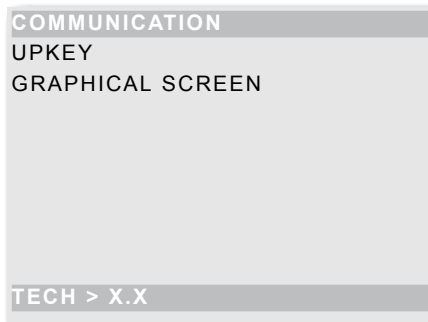 COMMUNICATION
UPKEY
GRAPHICAL SCREEN
TECH > X.X